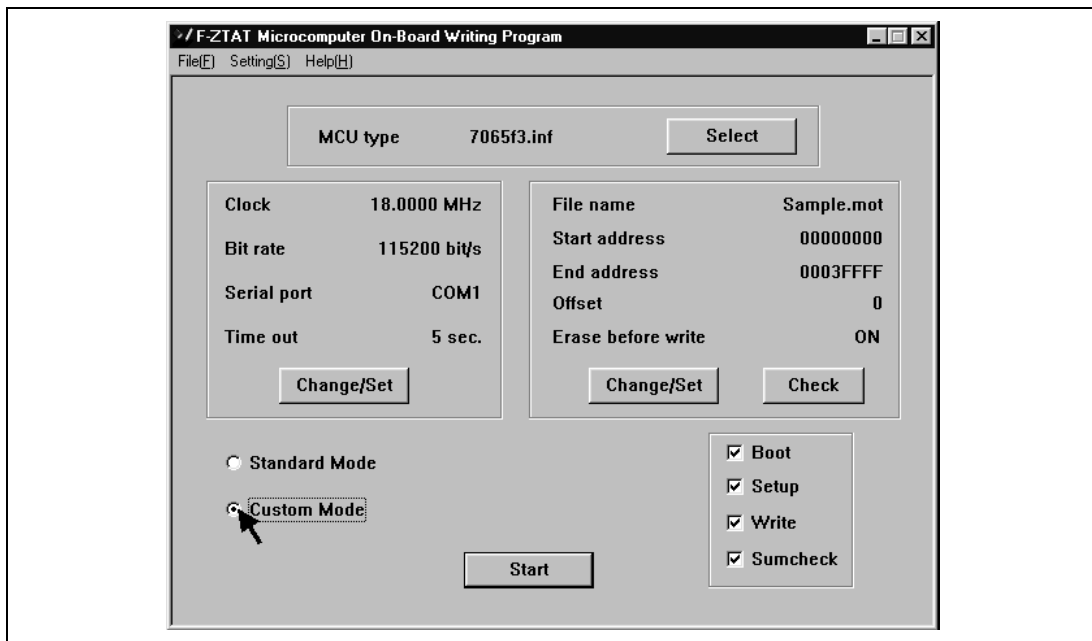 F-ZTAT Microcomputer On-Board Writing Program
File(F) Setting(S) Help(H)
MCU type 7065f3.inf Select
Clock 18.0000 MHz
Bit rate 115200 bit/s
Serial port COM1
Time out 5 sec.
Change/Set
File name Sample.mot
Start address 00000000
End address 0003FFFF
Offset 0
Erase before write ON
Change/Set Check
Standard Mode
Custom Mode
Boot
Setup
Write
Sumcheck
Start